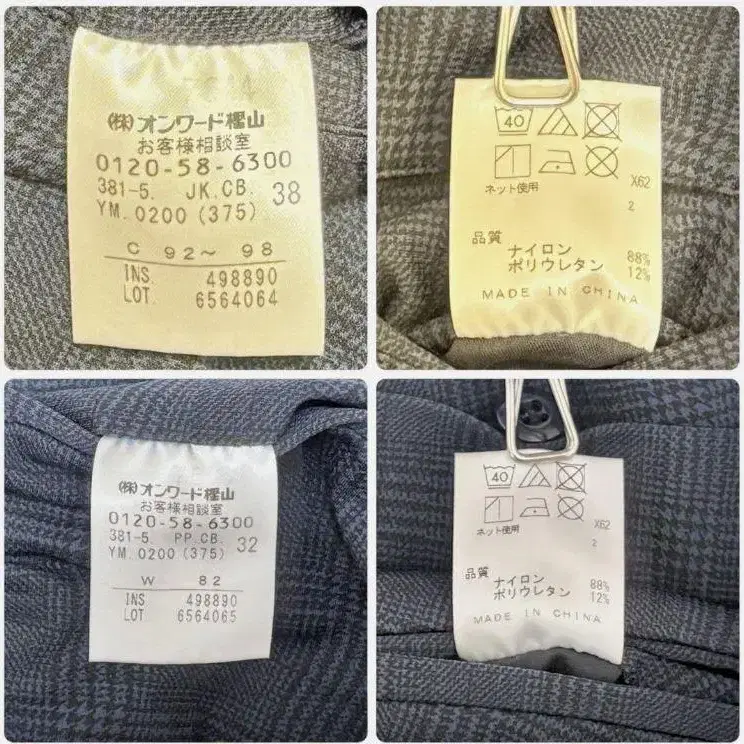 (株)オンワード樫山
お客様相談室
0120-58-6300
381-5. JK.CB. 38
YM.0200(375)
C 92~98
INS 498890
LOT 6564064
40
ネット使用
X62
2
品質
ナイロン 88%
ポリウレタン 12%
MADE IN CHINA
(株)オンワード樫山
お客様相談室
0120-58-6300
381-5. PP.CB. 32
YM.0200(375)
W 82
INS 498890
LOT 6564065
40
ネット使用
X62
2
品質
ナイロン 88%
ポリウレタン 12%
MADE IN CHINA